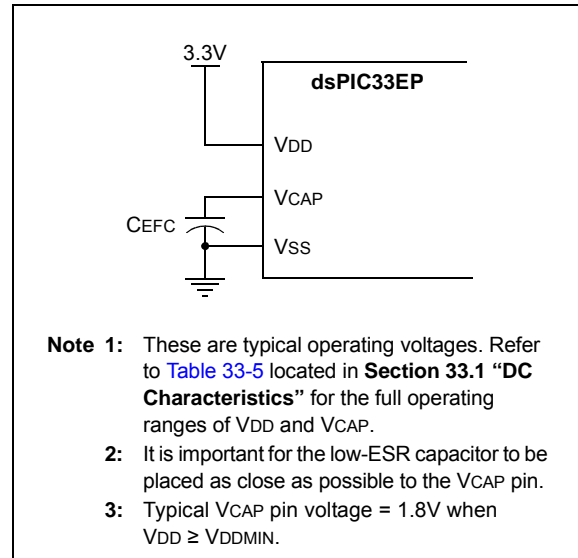 3.3V
dsPIC33EP
VDD
VCAP
CEFC
VSS
Note 1: These are typical operating voltages. Refer
to Table 33-5 located in Section 33.1 “DC
Characteristics” for the full operating
ranges of VDD and VCAP.
2: It is important for the low-ESR capacitor to be
placed as close as possible to the VCAP pin.
3: Typical VCAP pin voltage = 1.8V when
VDD ≥ VDDMIN.